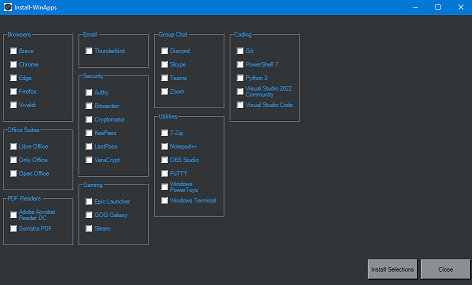 Install-WinApps
Browsers
Brave
Chrome
Edge
Firefox
Vivaldi
Office Suites
Libre Office
Only Office
Open Office
PDF Readers
Adobe Acrobat
Reader DC
Sumatra PDF
Email
Thunderbird
Security
Authy
Bitwarden
Cryptomator
KeePass
LastPass
VeraCrypt
Gaming
Epic Launcher
GOG Galaxy
Steam
Group Chat
Discord
Skype
Teams
Zoom
Utilities
7-Zip
Notepad++
OBS Studio
PuTTY
Windows
PowerToys
Windows Terminal
Coding
Git
PowerShell 7
Python 3
Visual Studio 2022
Community
Visual Studio Code
Install Selections
Close